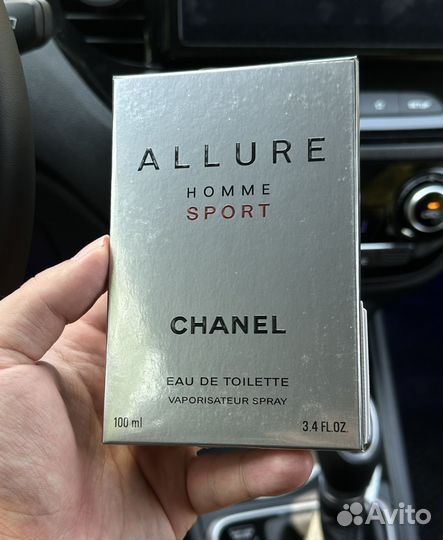 ALLURE
HOMME
SPORT
CHANEL
EAU DE TOILETTE
VAPORISATEUR SPRAY
100 ml 3.4 FL.OZ.
Avito